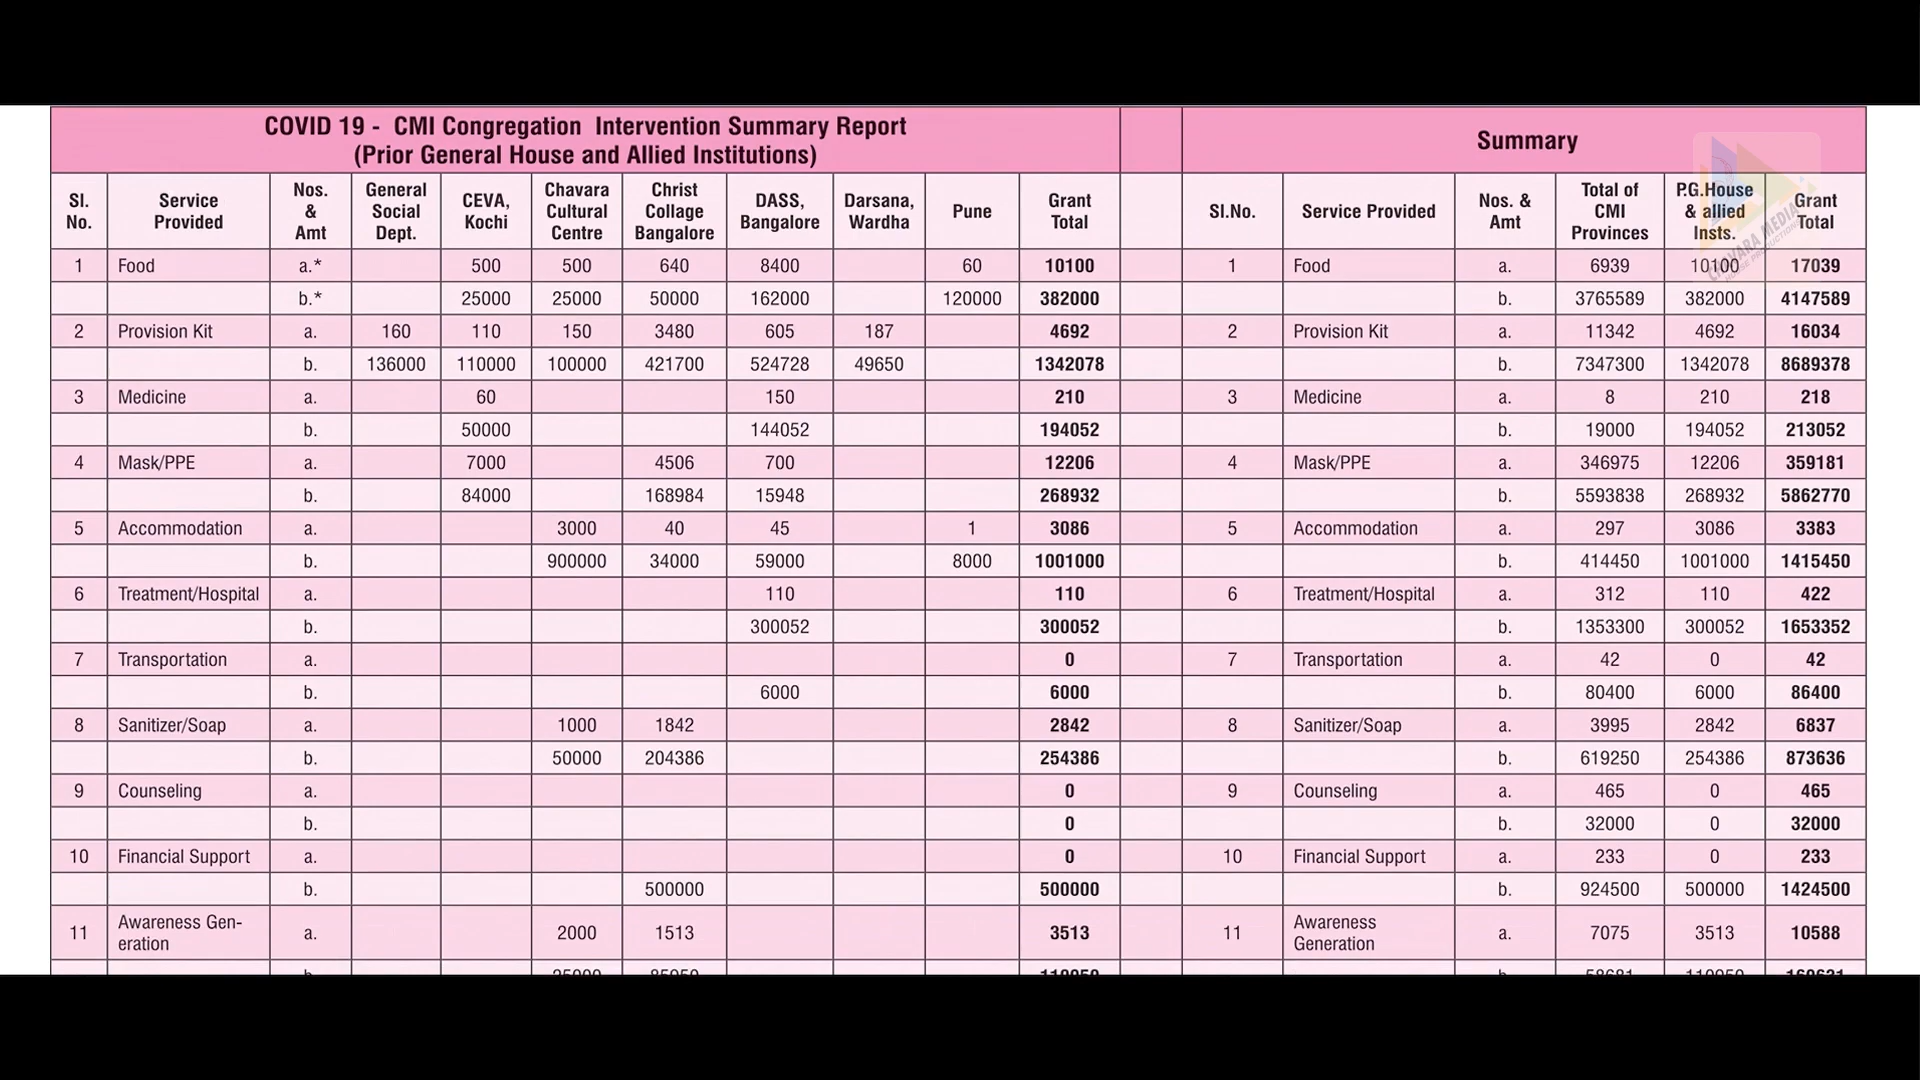 COVID 19 - CMI Congregation Intervention Summary Report
(Prior General House and Allied Institutions)
Summary
Sl. No. Service Provided Nos. & Amt General Social Dept. CEVA, Kochi Chavara Cultural Centre Christ Collage Bangalore DASS, Bangalore Darsana, Wardha Pune Grant Total Sl.No. Service Provided Nos. & Amt Total of CMI Provinces P.G.House & allied Insts. Grant Total
1 Food a.* 500 500 640 8400 60 10100 1 Food a. 6939 10100 17039
b.* 25000 25000 50000 162000 120000 382000 b. 3765589 382000 4147589
2 Provision Kit a. 160 110 150 3480 605 187 4692 2 Provision Kit a. 11342 4692 16034
b. 136000 110000 100000 421700 524728 49650 1342078 b. 7347300 1342078 8689378
3 Medicine a. 60 150 210 3 Medicine a. 8 210 218
b. 50000 144052 194052 b. 19000 194052 213052
4 Mask/PPE a. 7000 4506 700 12206 4 Mask/PPE a. 346975 12206 359181
b. 84000 168984 15948 268932 b. 5593838 268932 5862770
5 Accommodation a. 3000 40 45 1 3086 5 Accommodation a. 297 3086 3383
b. 900000 34000 59000 8000 1001000 b. 414450 1001000 1415450
6 Treatment/Hospital a. 110 110 6 Treatment/Hospital a. 312 110 422
b. 300052 300052 b. 1353300 300052 1653352
7 Transportation a. 0 7 Transportation a. 42 0 42
b. 6000 6000 b. 80400 6000 86400
8 Sanitizer/Soap a. 1000 1842 2842 8 Sanitizer/Soap a. 3995 2842 6837
b. 50000 204386 254386 b. 619250 254386 873636
9 Counseling a. 0 9 Counseling a. 465 0 465
b. 0 b. 32000 0 32000
10 Financial Support a. 0 10 Financial Support a. 233 0 233
b. 500000 500000 b. 924500 500000 1424500
11 Awareness Gen-eration a. 2000 1513 3513 11 Awareness Generation a. 7075 3513 10588
CHAVARA MEDIA